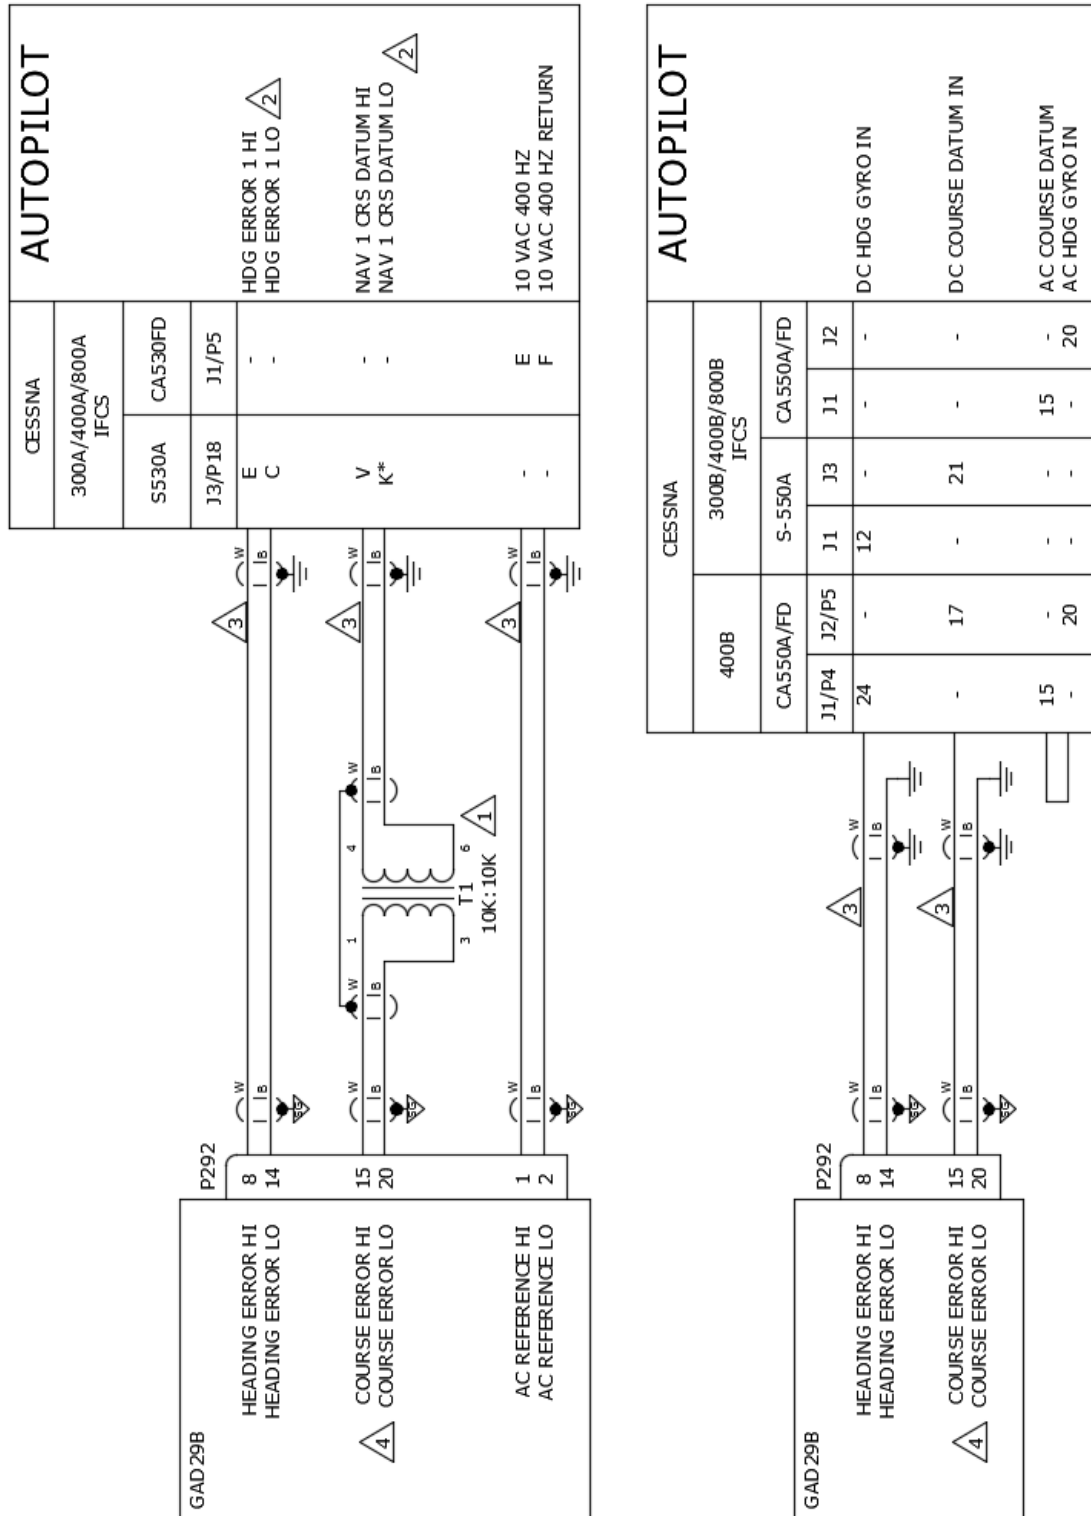 GAD29B
P292
HEADING ERROR HI 8
HEADING ERROR LO 14
4
COURSE ERROR HI 15
COURSE ERROR LO 20
AC REFERENCE HI 1
AC REFERENCE LO 2
W
B
SG
W
B
SG
W
B
SG
W
B
1
3
T1
10K:10K
4
6
1
W
B
3
3
3
W
B
W
B
W
B
CESSNA
AUTOPILOT
300A/400A/800A
IFCS
S530A CA530FD
J3/P18 J1/P5
E - HDG ERROR 1 HI
C - HDG ERROR 1 LO
2
V - NAV 1 CRS DATUM HI
K* - NAV 1 CRS DATUM LO
2
- E 10 VAC 400 HZ
- F 10 VAC 400 HZ RETURN
GAD29B
P292
HEADING ERROR HI 8
HEADING ERROR LO 14
4
COURSE ERROR HI 15
COURSE ERROR LO 20
W
B
SG
W
B
SG
3
3
W
B
W
B
CESSNA
AUTOPILOT
400B 300B/400B/800B
IFCS
CA550A/FD S-550A CA550A/FD
J1/P4 J2/P5 J1 J3 J1 J2
24 - 12 - - - DC HDG GYRO IN
- 17 - 21 - - DC COURSE DATUM IN
15 - - - 15 - AC COURSE DATUM
- 20 - - - 20 AC HDG GYRO IN